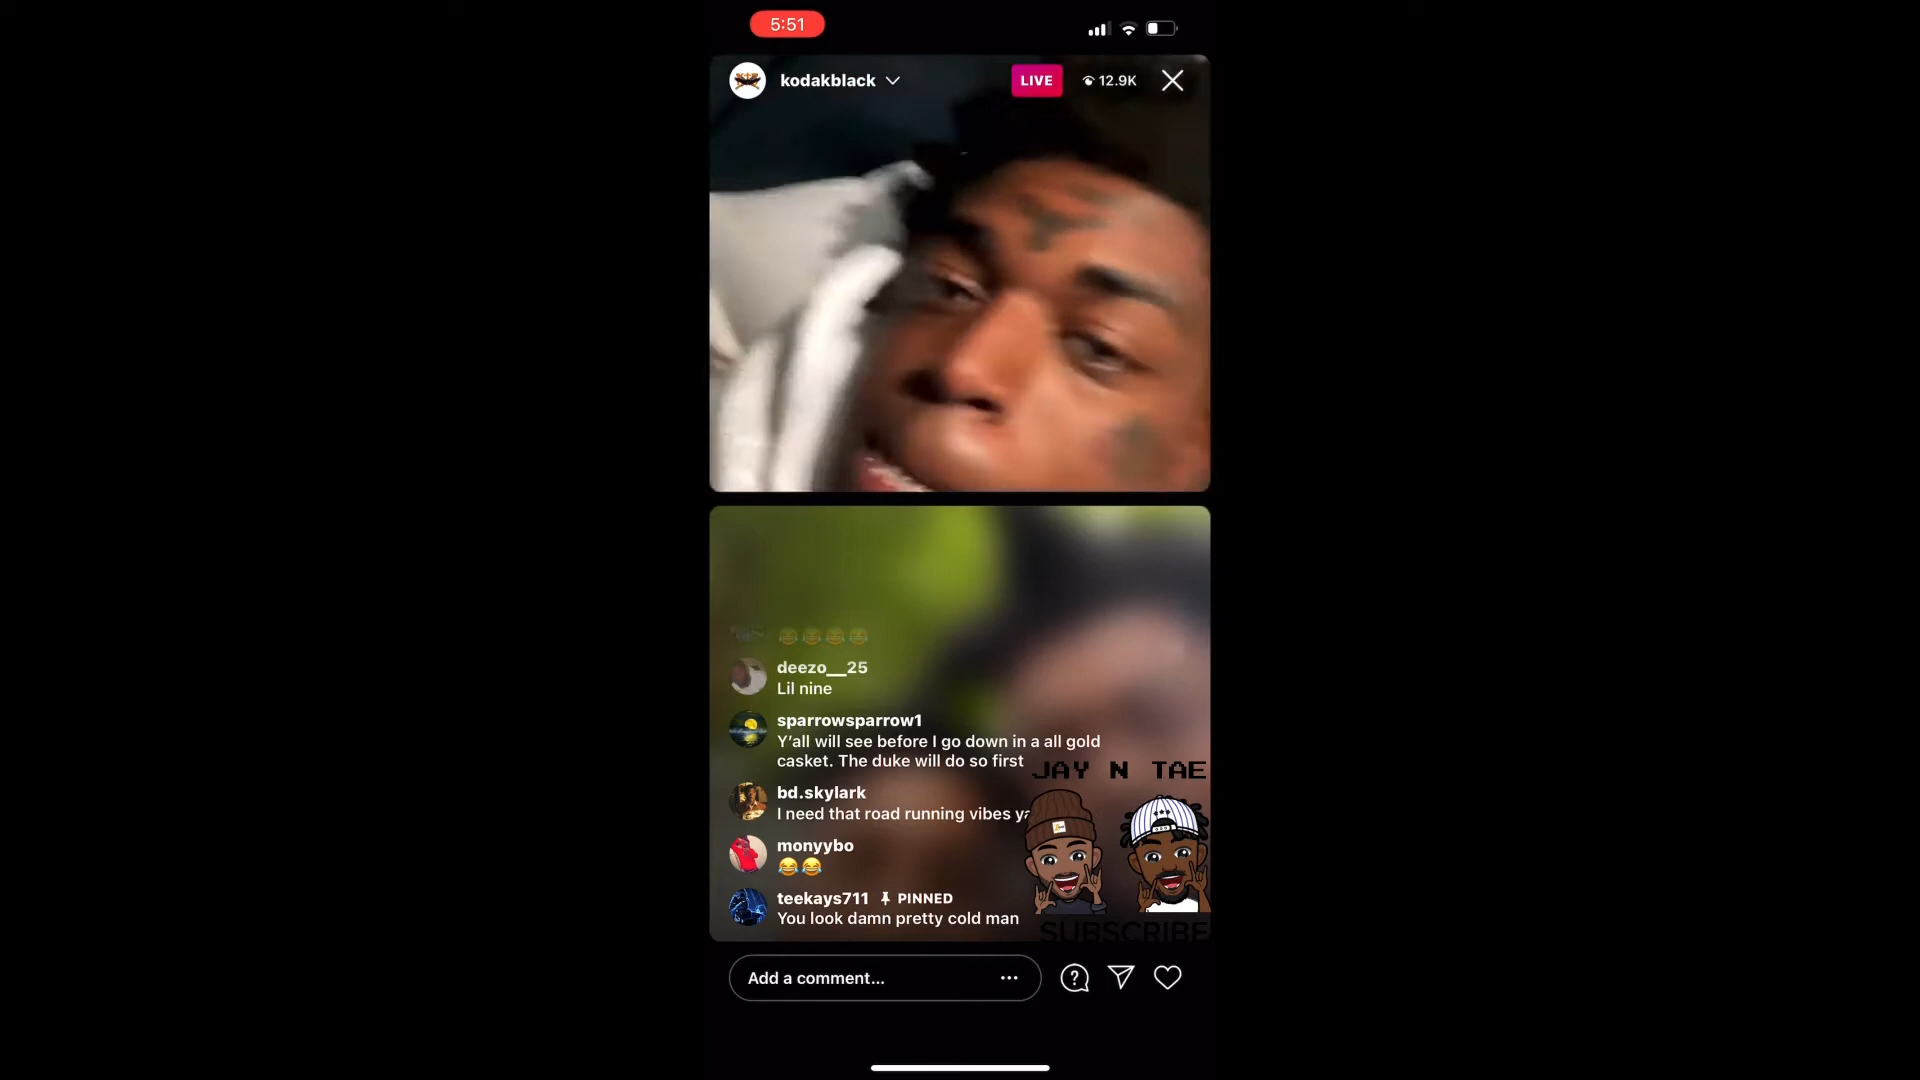 5:51
kodakblack
LIVE
12.9K
😂😂😂😂
deezo__25
Lil nine
sparrowsparrow1
Y'all will see before I go down in a all gold
casket. The duke will do so first
bd.skylark
I need that road running vibes ya
monyybo
😂😂
teekays711 PINNED
You look damn pretty cold man
JAY N TAE
SUBSCRIBE
Add a comment...